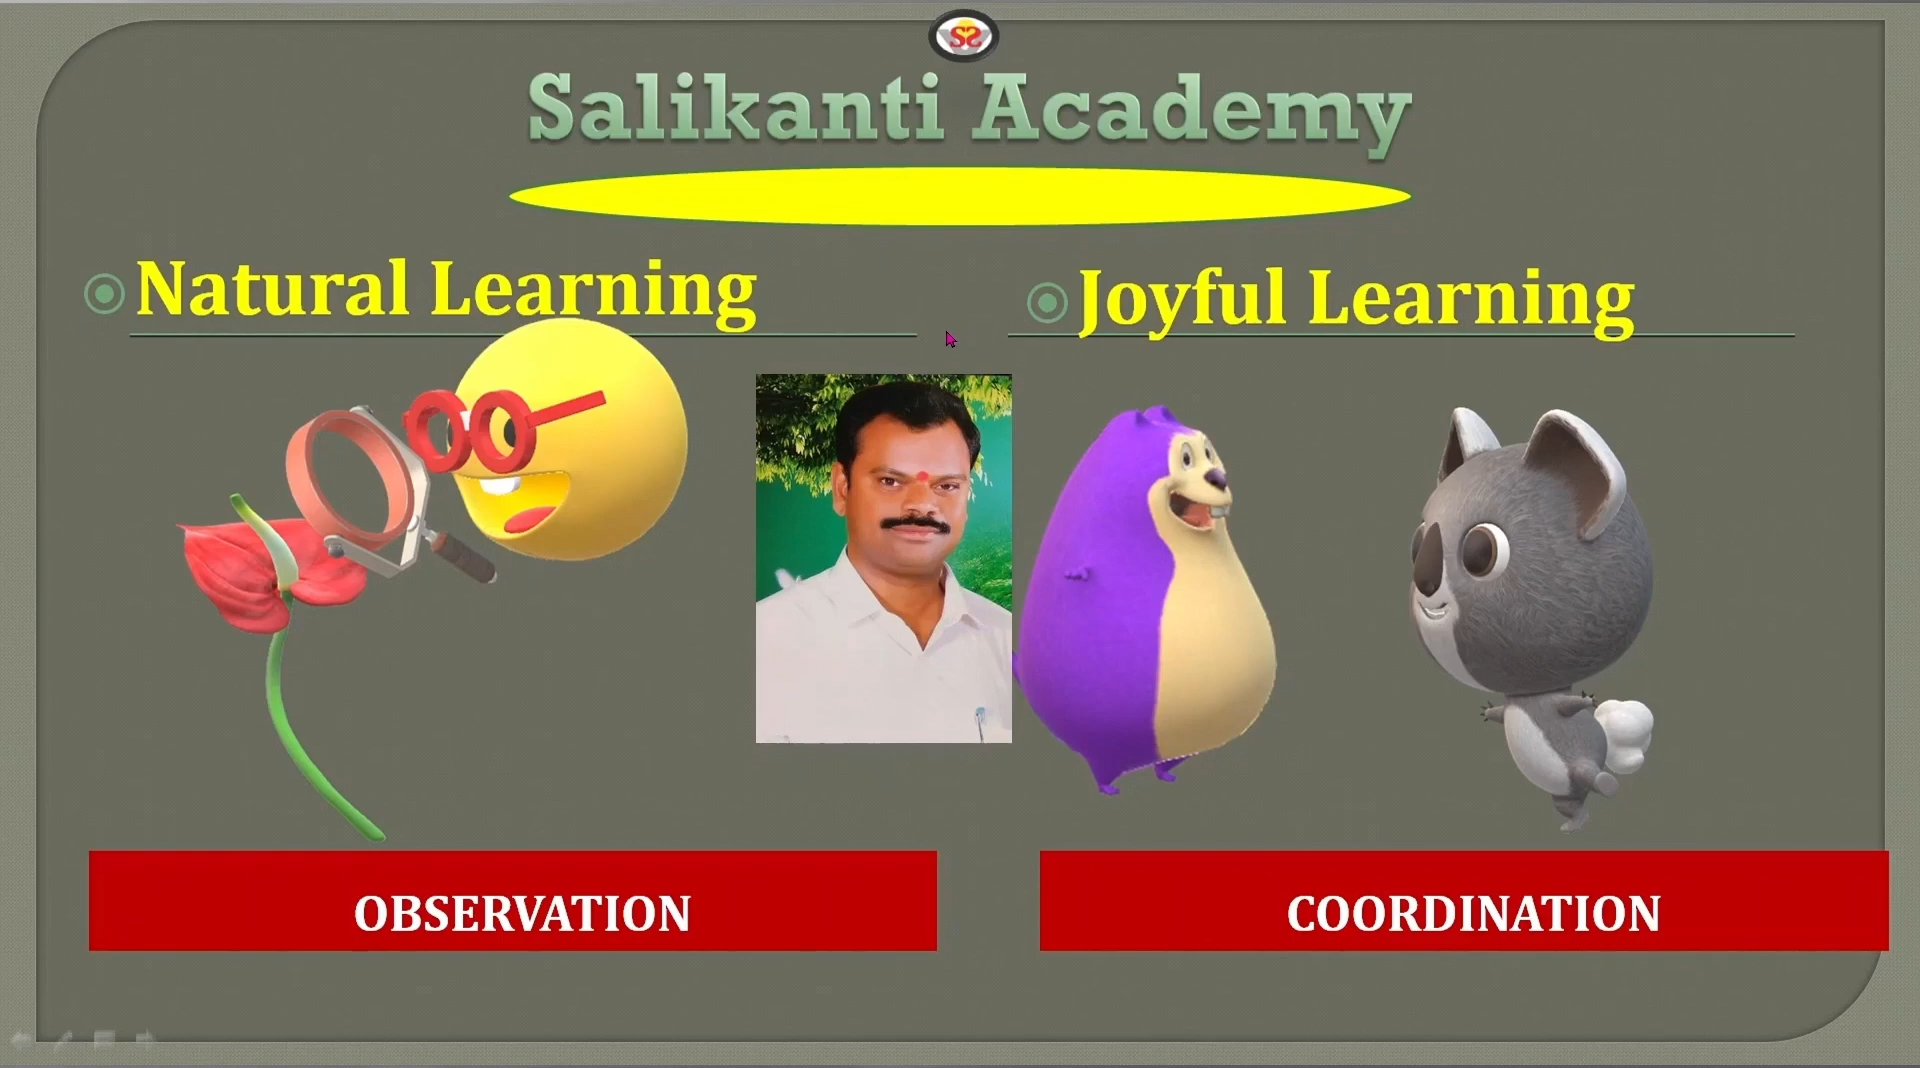 Salikanti Academy
Natural Learning
Joyful Learning
OBSERVATION
COORDINATION